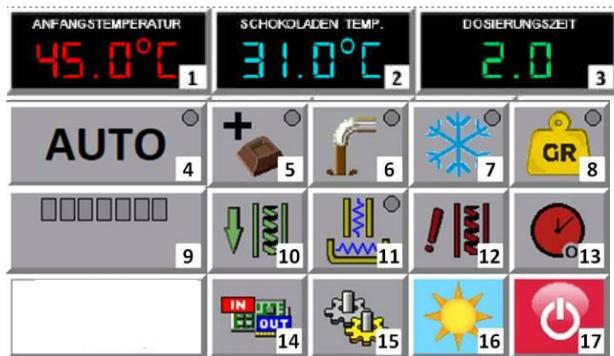 ANFANGSTEMPERATUR
45.0°C
1
SCHOKOLADEN TEMP.
31.0°C
2
DOSIERUNGSZEIT
2.0
3
AUTO
4
5
6
7
GR
8
9
10
11
12
13
IN
OUT
14
15
16
17